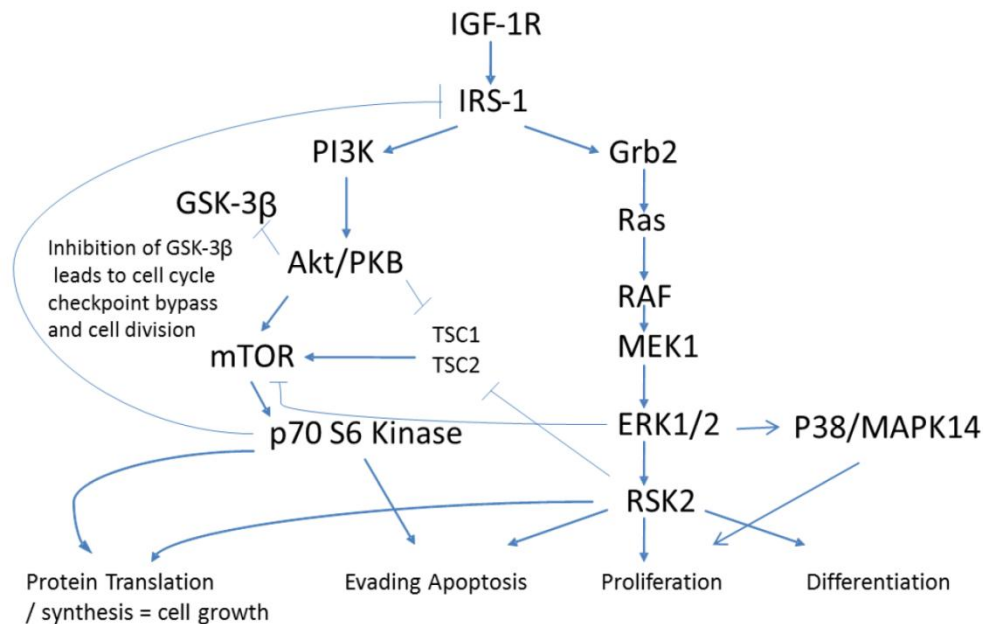 IGF-1R
IRS-1
PI3K
Grb2
GSK-3β
Ras
Inhibition of GSK-3β
leads to cell cycle
checkpoint bypass
and cell division
Akt/PKB
RAF
TSC1
MEK1
mTOR
TSC2
p70 S6 Kinase
ERK1/2
P38/MAPK14
RSK2
Protein Translation
/ synthesis = cell growth
Evading Apoptosis
Proliferation
Differentiation